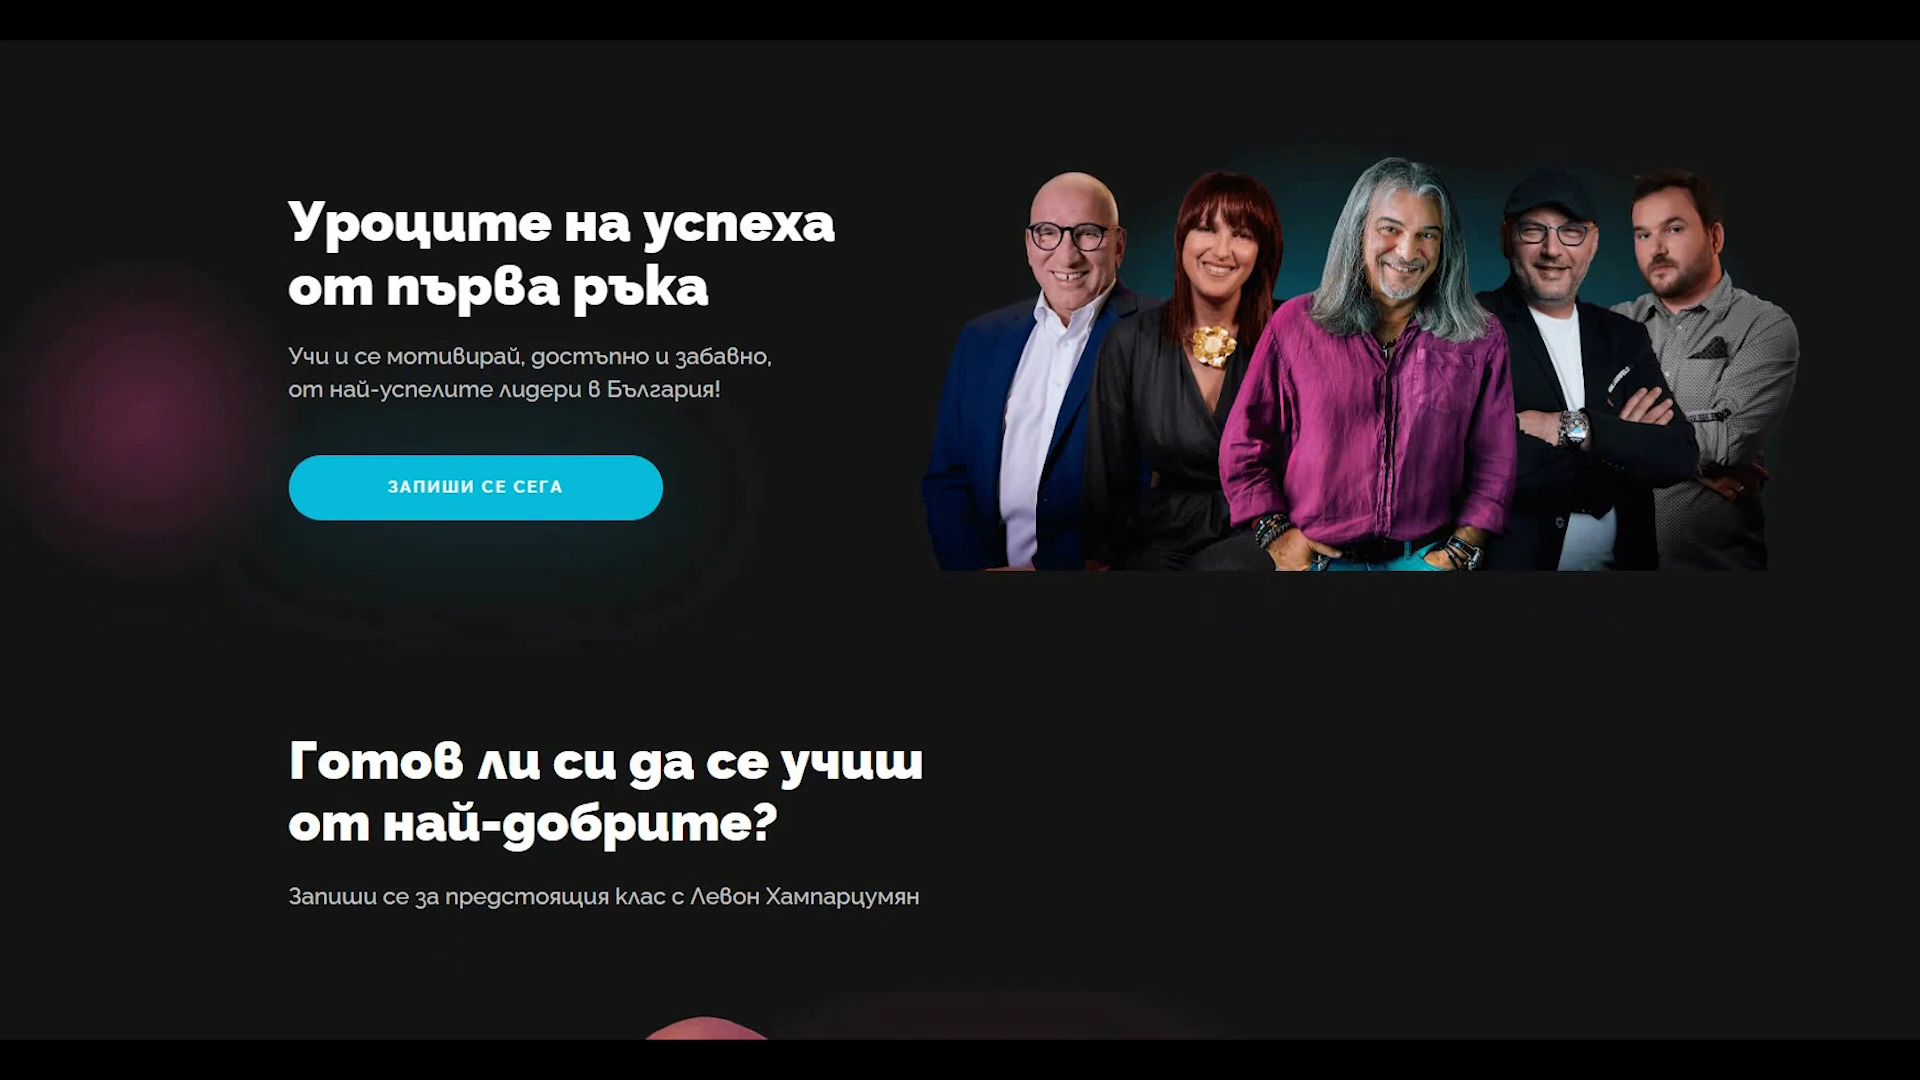 Уроците на успеха
от първа ръка
Учи и се мотивирай, достъпно и забавно,
от най-успелите лидери в България!
ЗАПИШИ СЕ СЕГА
Готов ли си да се учиш
от най-добрите?
Запиши се за предстоящия клас с Левон Хампарцумян